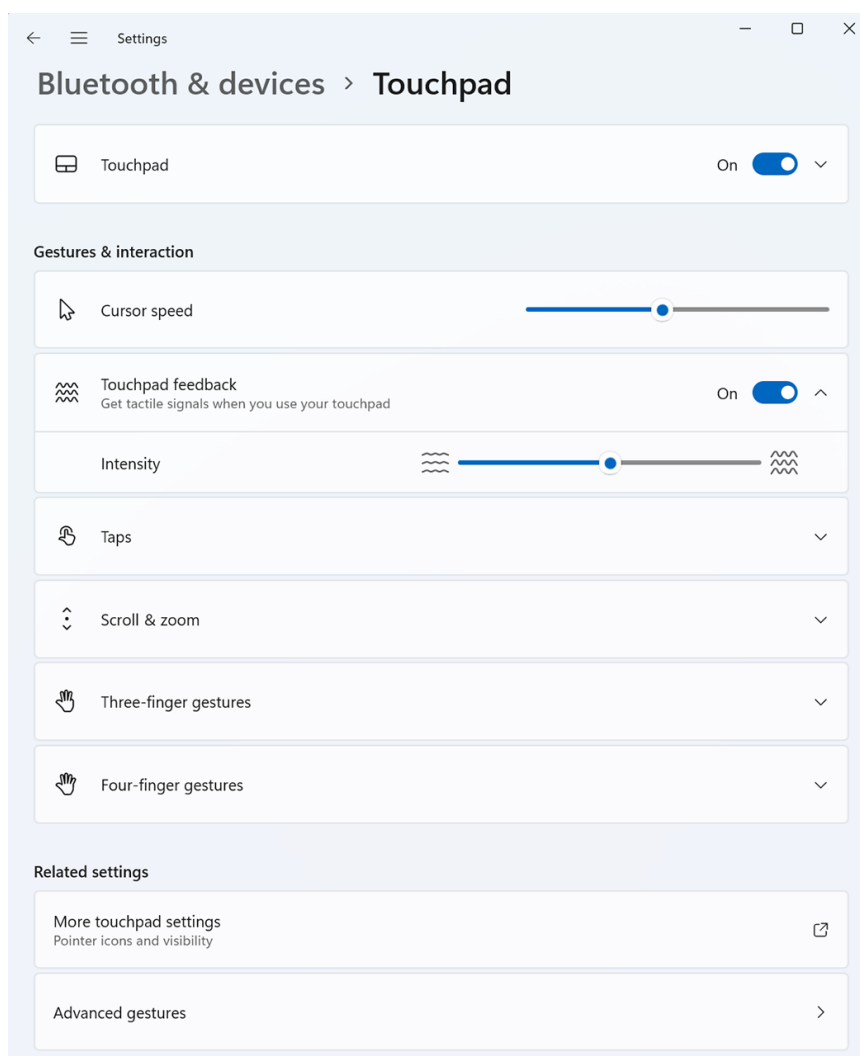 Settings
Bluetooth & devices > Touchpad
Touchpad On
Gestures & interaction
Cursor speed
Touchpad feedback
Get tactile signals when you use your touchpad
On
Intensity
Taps
Scroll & zoom
Three-finger gestures
Four-finger gestures
Related settings
More touchpad settings
Pointer icons and visibility
Advanced gestures